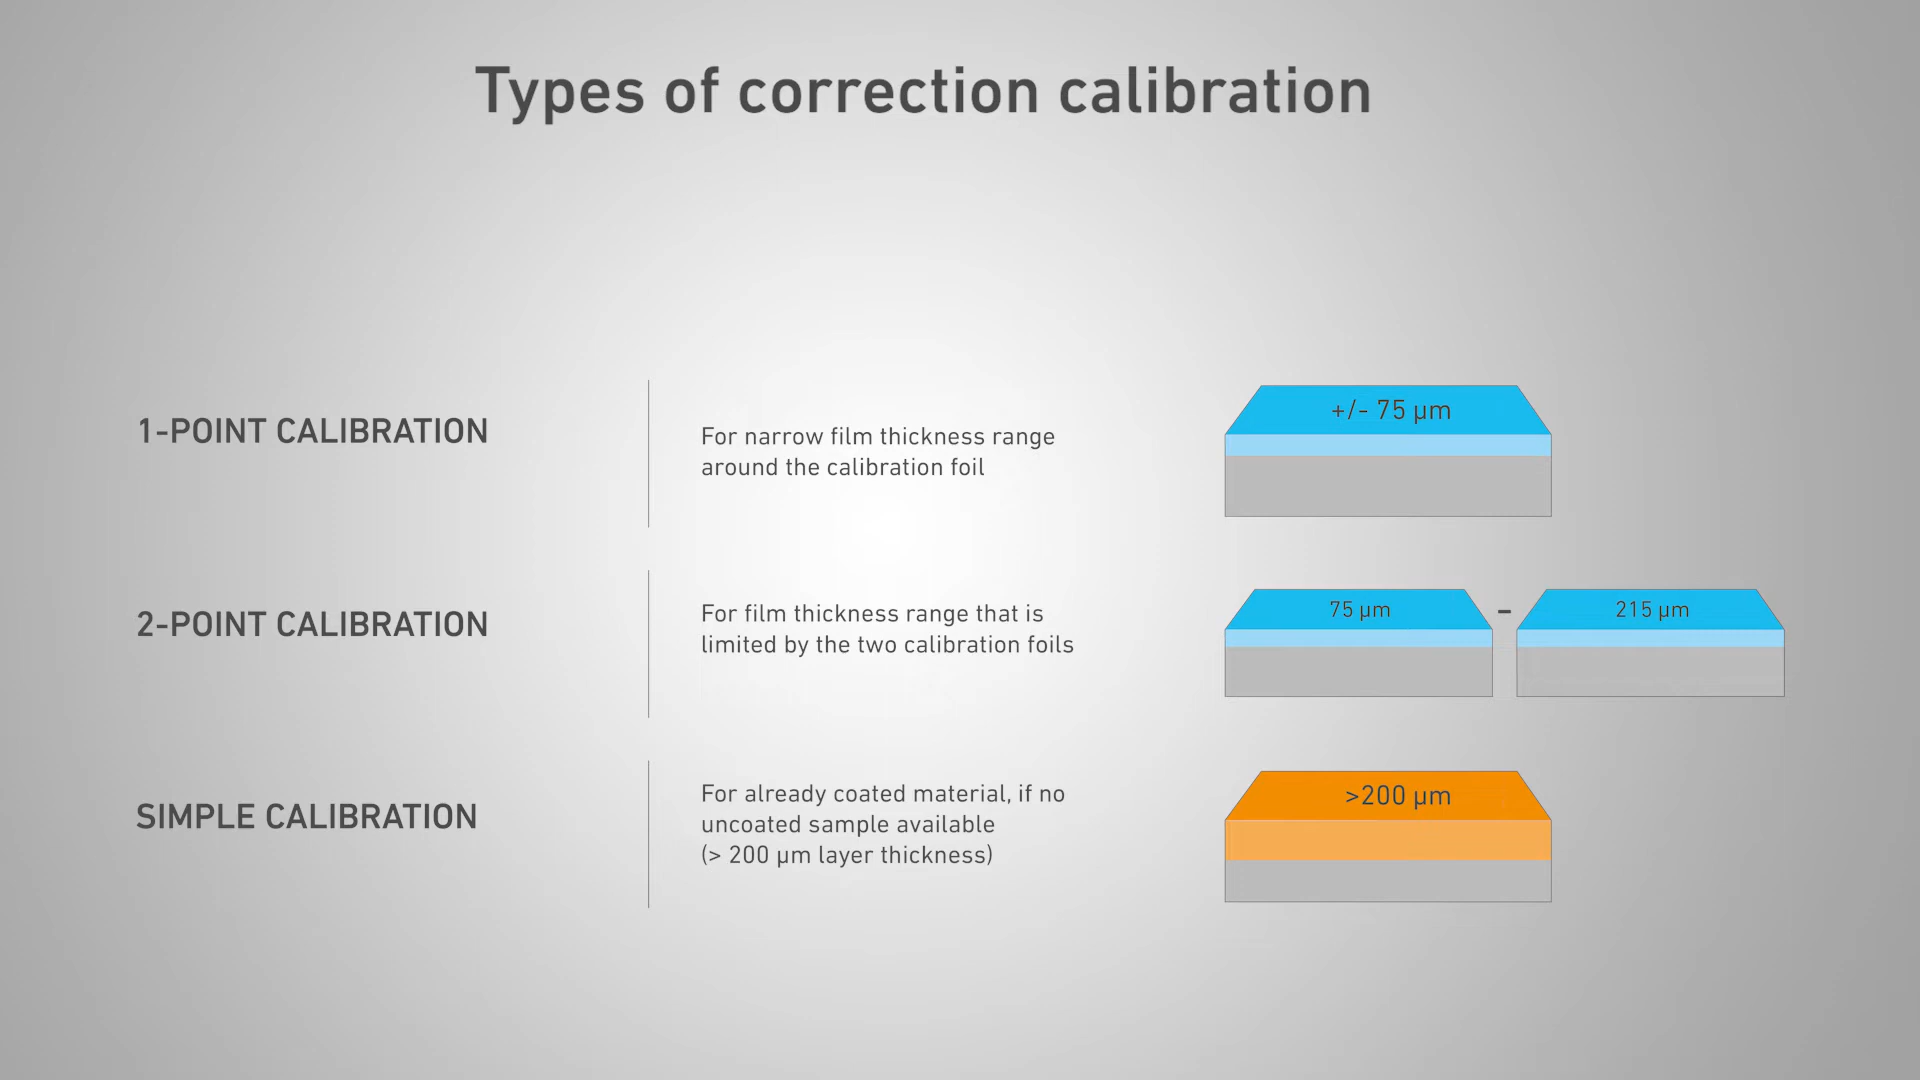 Types of correction calibration
1-POINT CALIBRATION
For narrow film thickness range
around the calibration foil
+/- 75 µm
2-POINT CALIBRATION
For film thickness range that is
limited by the two calibration foils
75 µm - 215 µm
SIMPLE CALIBRATION
For already coated material, if no
uncoated sample available
(> 200 µm layer thickness)
>200 µm